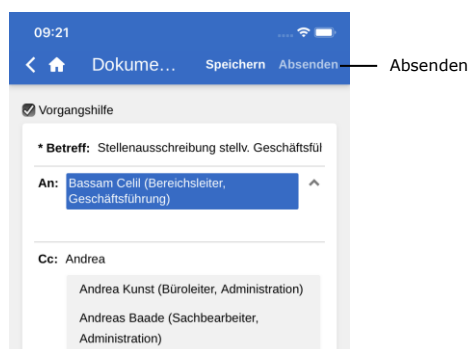 09:21
Dokume... Speichern Absenden Absenden
Vorgangshilfe
* Betreff: Stellenausschreibung stellv. Geschäftsfül
An: Bassam Celil (Bereichsleiter,
Geschäftsführung)
Cc: Andrea
Andrea Kunst (Büroleiter, Administration)
Andreas Baade (Sachbearbeiter,
Administration)